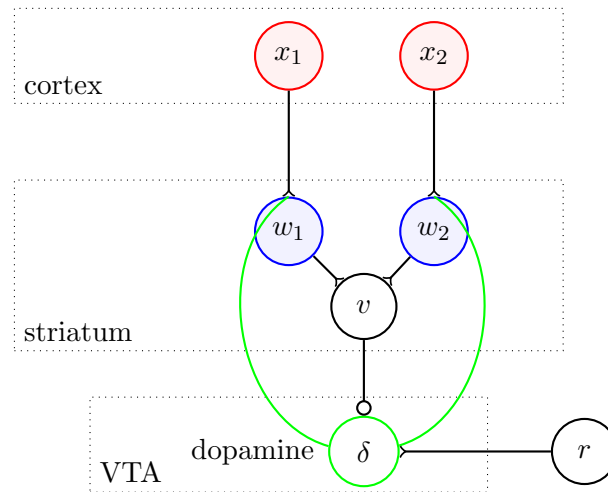 x₁ x₂
cortex
w₁ w₂
v
striatum
dopamine δ r
VTA